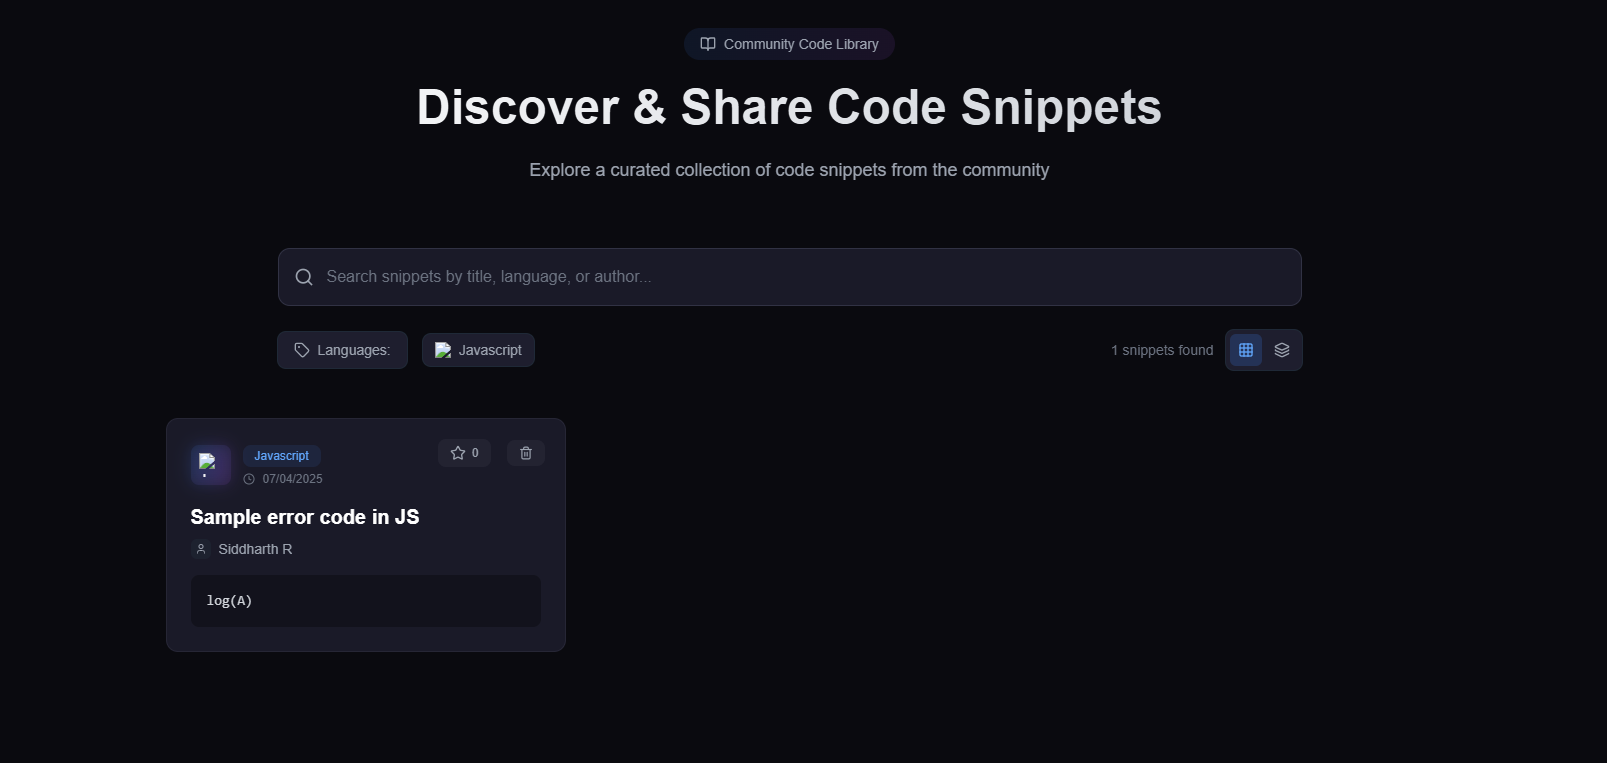 Community Code Library
Discover & Share Code Snippets
Explore a curated collection of code snippets from the community
Search snippets by title, language, or author...
Languages:
Javascript
1 snippets found
Javascript
0
07/04/2025
Sample error code in JS
Siddharth R
log(A)